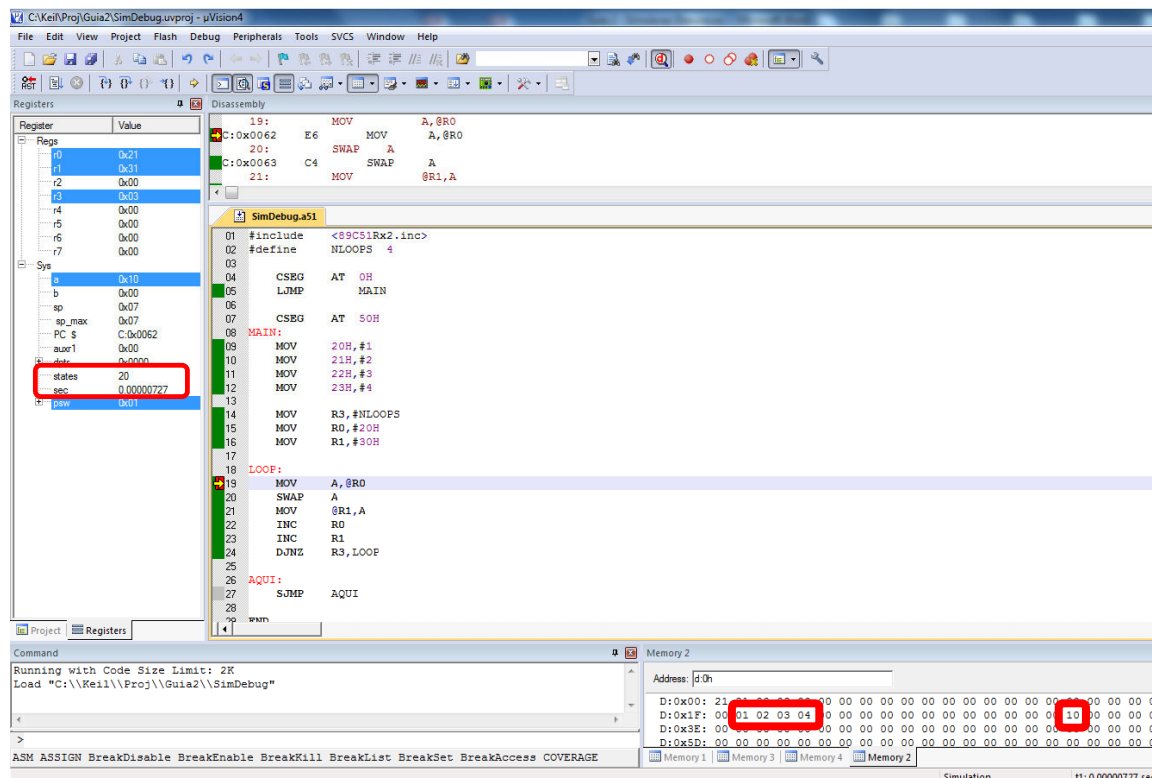 C:\Keil\Proj\Guia2\SimDebug.uvproj - µVision4
File Edit View Project Flash Debug Peripherals Tools SVCS Window Help
Registers
Register Value
Regs
r0 0x21
r1 0x31
r2 0x00
r3 0x03
r4 0x00
r5 0x00
r6 0x00
r7 0x00
Sys
a 0x10
b 0x00
sp 0x07
sp_max 0x07
PC $ C:0x0062
auxr1 0x00
dptr 0x0000
states 20
sec 0.00000727
psw 0x01
Project Registers
Disassembly
19: MOV A,@R0
C:0x0062 E6 MOV A,@R0
20: SWAP A
C:0x0063 C4 SWAP A
21: MOV @R1,A
SimDebug.a51
01 #include <89C51Rx2.inc>
02 #define NLOOPS 4
03
04 CSEG AT 0H
05 LJMP MAIN
06
07 CSEG AT 50H
08 MAIN:
09 MOV 20H,#1
10 MOV 21H,#2
11 MOV 22H,#3
12 MOV 23H,#4
13
14 MOV R3,#NLOOPS
15 MOV R0,#20H
16 MOV R1,#30H
17
18 LOOP:
19 MOV A,@R0
20 SWAP A
21 MOV @R1,A
22 INC R0
23 INC R1
24 DJNZ R3,LOOP
25
26 AQUI:
27 SJMP AQUI
28
29 END
Command
Running with Code Size Limit: 2K
Load "C:\\Keil\\Proj\\Guia2\\SimDebug"
>
ASM ASSIGN BreakDisable BreakEnable BreakKill BreakList BreakSet BreakAccess COVERAGE
Memory 2
Address: d:0h
D:0x00: 21
D:0x1F: 00 01 02 03 04 00 00 00 00 00 00 00 00 00 00 00 00 10 00 00 00
D:0x3E: 00
D:0x5D: 00 00 00 00 00 00 00 00 00 00 00 00 00 00 00 00 00 00 00 00
Memory 1 Memory 3 Memory 4 Memory 2
Simulation t1: 0.00000727 sec